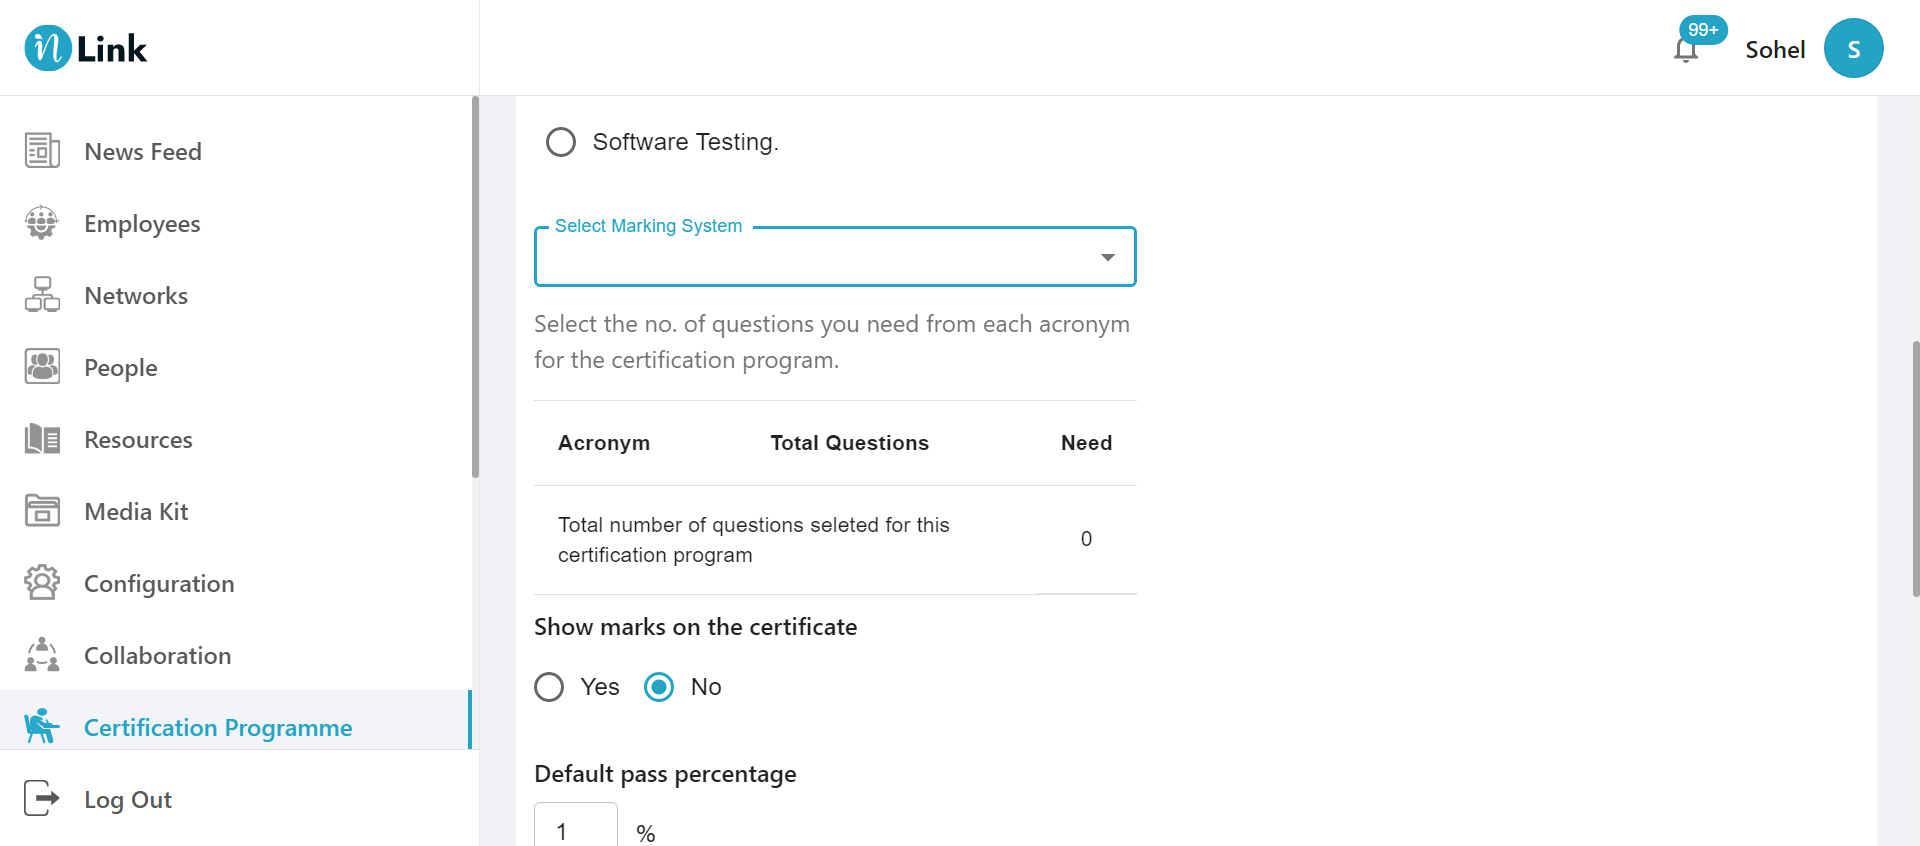 n Link
99+
Sohel
S
News Feed
Employees
Networks
People
Resources
Media Kit
Configuration
Collaboration
Certification Programme
Log Out
Software Testing.
Select Marking System
Select the no. of questions you need from each acronym
for the certification program.
Acronym Total Questions Need
Total number of questions seleted for this
certification program
0
Show marks on the certificate
Yes No
Default pass percentage
1 %